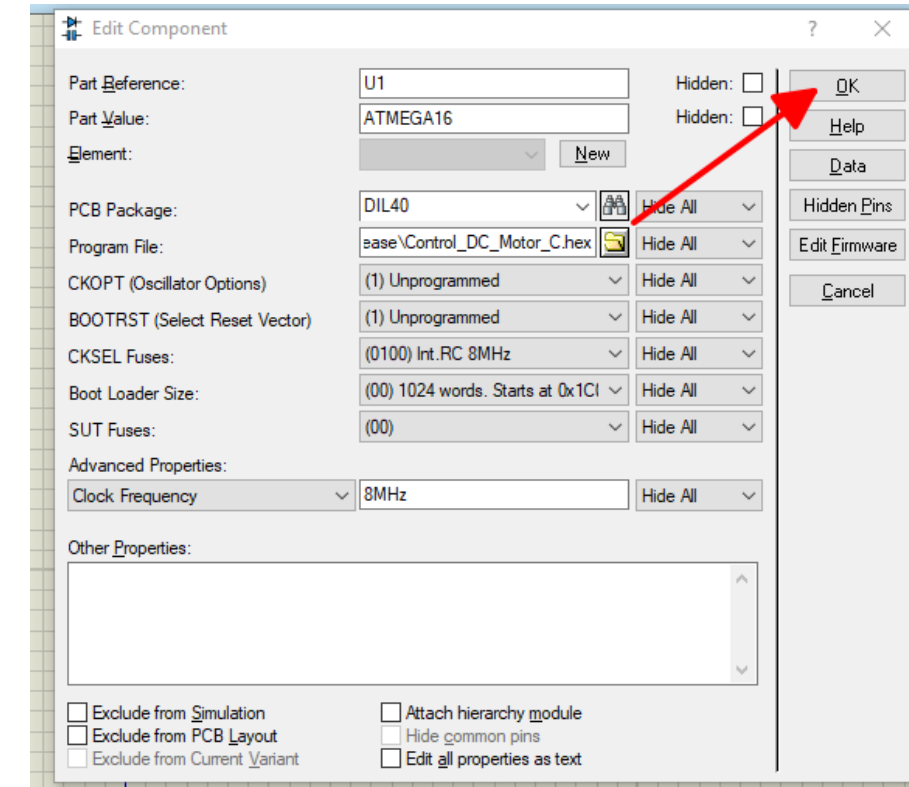 Edit Component ?
Part Reference: U1 Hidden: OK
Part Value: ATMEGA16 Hidden: Help
Element: New Data
PCB Package: DIL40 Hide All Hidden Pins
Program File: ease\Control_DC_Motor_C.hex Hide All Edit Firmware
CKOPT (Oscillator Options) (1) Unprogrammed Hide All Cancel
BOOTRST (Select Reset Vector) (1) Unprogrammed Hide All
CKSEL Fuses: (0100) Int.RC 8MHz Hide All
Boot Loader Size: (00) 1024 words. Starts at 0x1C Hide All
SUT Fuses: (00) Hide All
Advanced Properties:
Clock Frequency 8MHz Hide All
Other Properties:
Exclude from Simulation Attach hierarchy module
Exclude from PCB Layout Hide common pins
Exclude from Current Variant Edit all properties as text